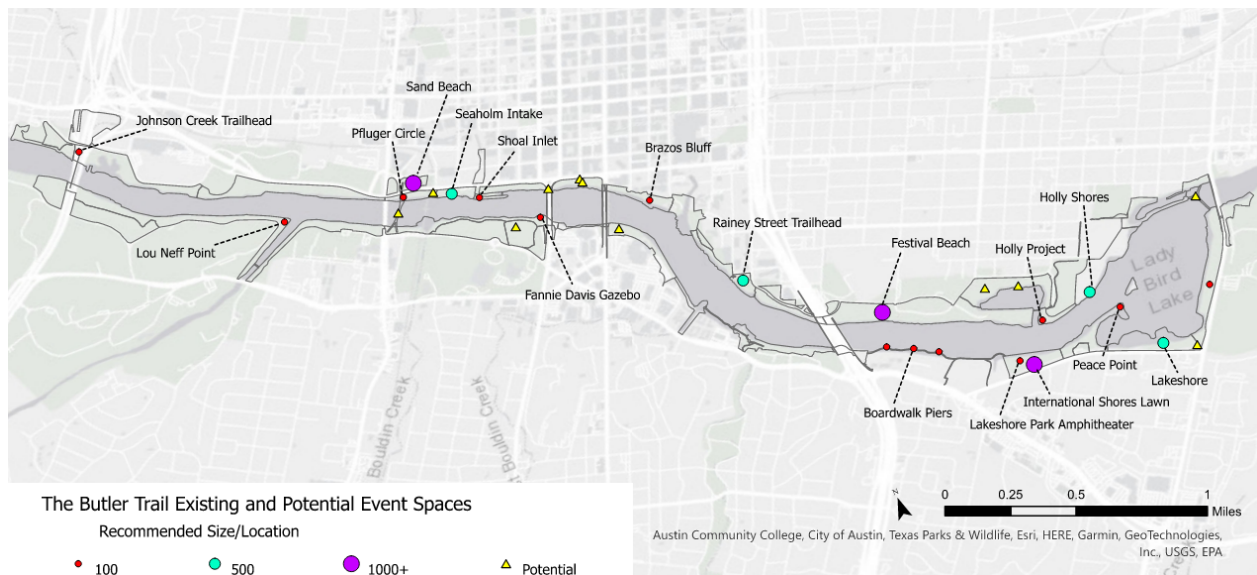 Sand Beach
Johnson Creek Trailhead
Seaholm Intake
Pfluger Circle
Shoal Inlet
Brazos Bluff
Holly Shores
Rainey Street Trailhead
Festival Beach
Holly Project
Lou Neff Point
Lady
Bird
Lake
Fannie Davis Gazebo
Peace Point
Lakeshore
Boardwalk Piers
International Shores Lawn
Lakeshore Park Amphitheater
Bouldin Creek
Bouldin Creek
Creek
The Butler Trail Existing and Potential Event Spaces
Recommended Size/Location
100
500
1000+
Potential
N
0 0.25 0.5 1
Miles
Austin Community College, City of Austin, Texas Parks & Wildlife, Esri, HERE, Garmin, GeoTechnologies,
Inc., USGS, EPA